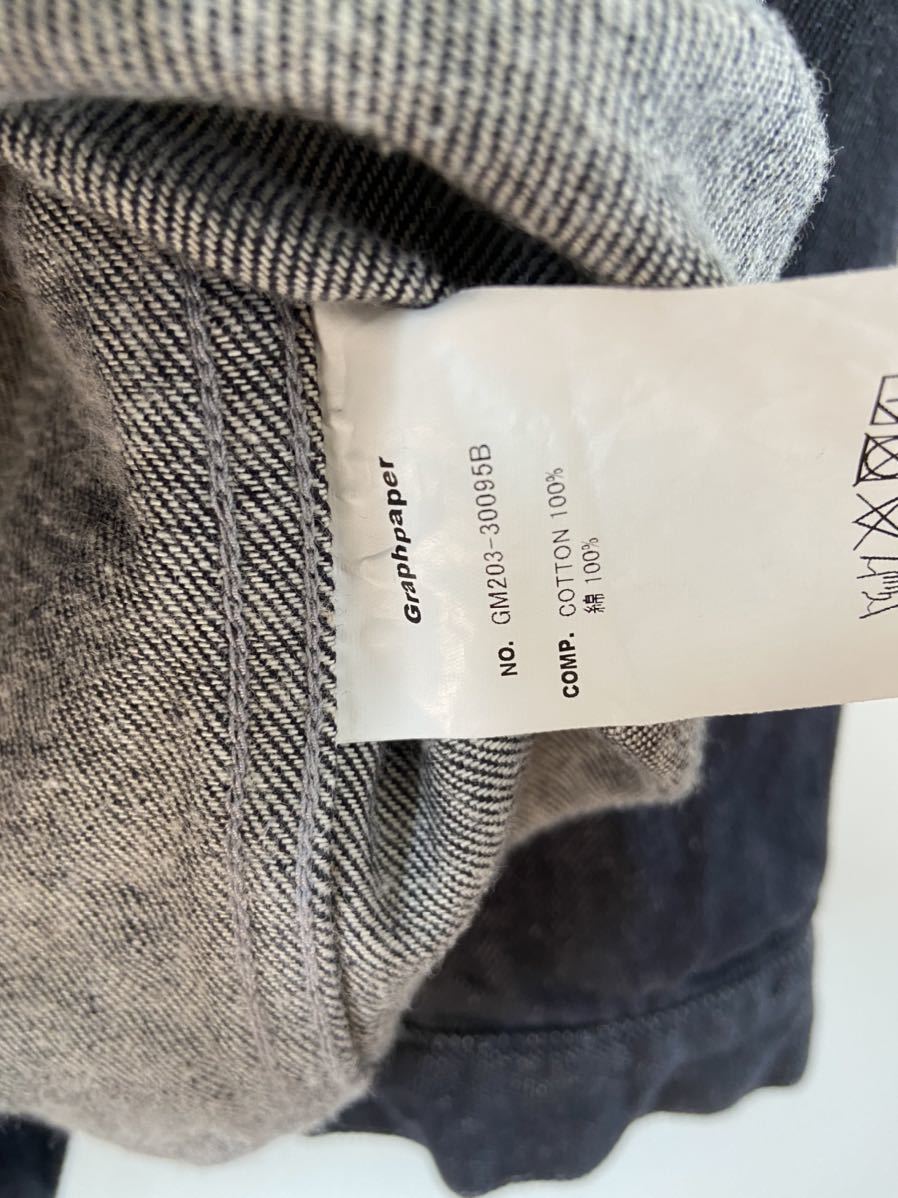 Graphpaper
NO. GM203-30095B
COMP. COTTON 100%
綿 100%